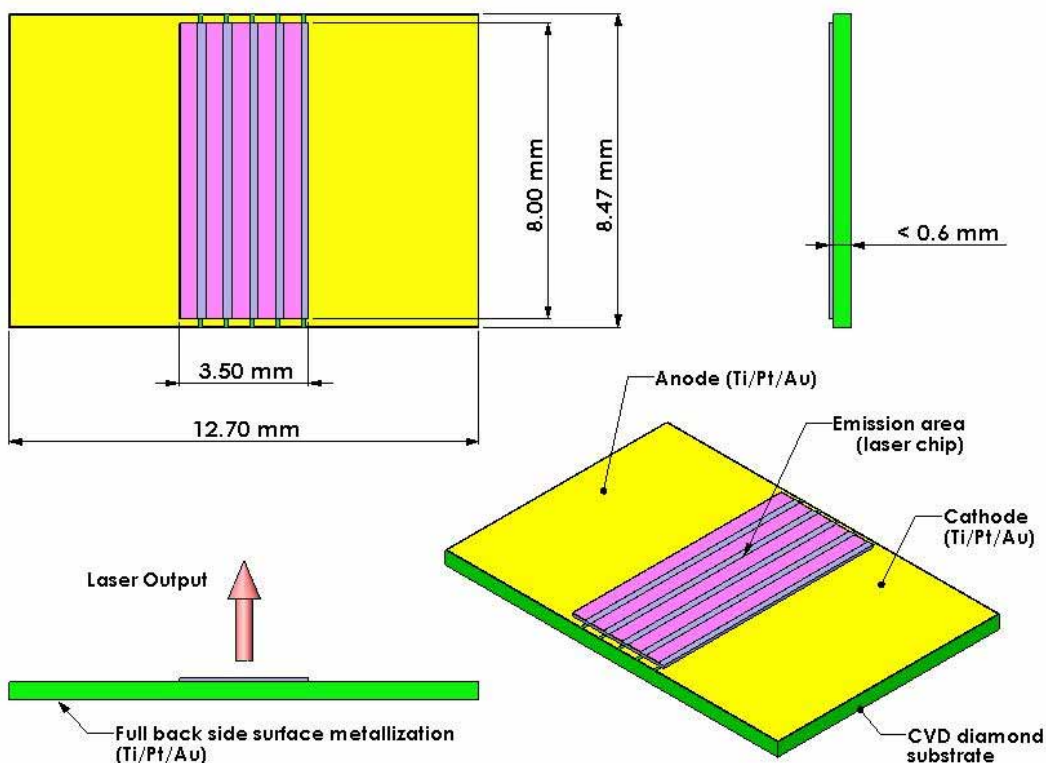 8.00 mm
8.47 mm
< 0.6 mm
3.50 mm
12.70 mm
Anode (Ti/Pt/Au)
Emission area
(laser chip)
Cathode
(Ti/Pt/Au)
Laser Output
Full back side surface metallization
(Ti/Pt/Au)
CVD diamond
substrate